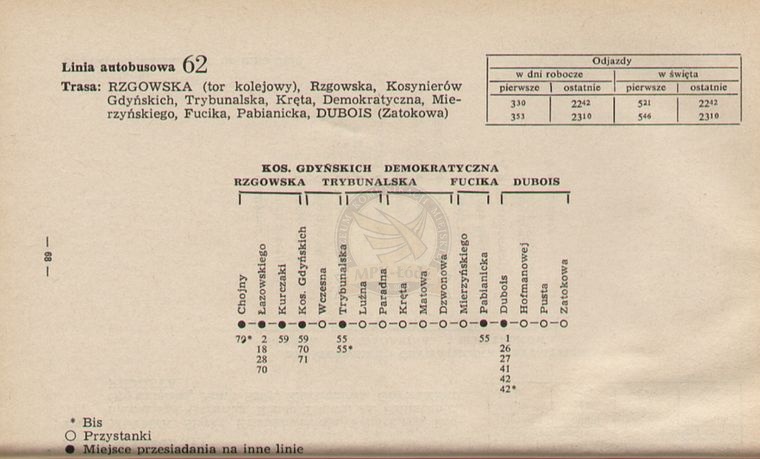 Linia autobusowa 62
Trasa: RZGOWSKA (tor kolejowy), Rzgowska, Kosynierów
Gdyńskich, Trybunalska, Kręta, Demokratyczna, Mie-
rzyńskiego, Fucika, Pabianicka, DUBOIS (Zatokowa)
Odjazdy
w dni robocze w święta
pierwsze ostatnie pierwsze ostatnie
3³⁰ 22⁴² 5²¹ 22⁴²
3⁵³ 23¹⁰ 5⁴⁶ 23¹⁰
KOS. GDYŃSKICH DEMOKRATYCZNA
RZGOWSKA TRYBUNALSKA FUCIKA DUBOIS
— 68 —
Chojny
Łazowskiego
Kurczaki
Kos. Gdyńskich
Wczesna
Trybunalska
Luźna
Paradna
Kręta
Matowa
Dzwonowa
Mierzyńskiego
Pabianicka
Dubois
Hofmanowej
Pusta
Zatokowa
79* 2 59 59 55 55 1
18 70 55* 26
28 71 27
70 41
42
42*
* Bis
Przystanki
Miejsce przesiadania na inne linie